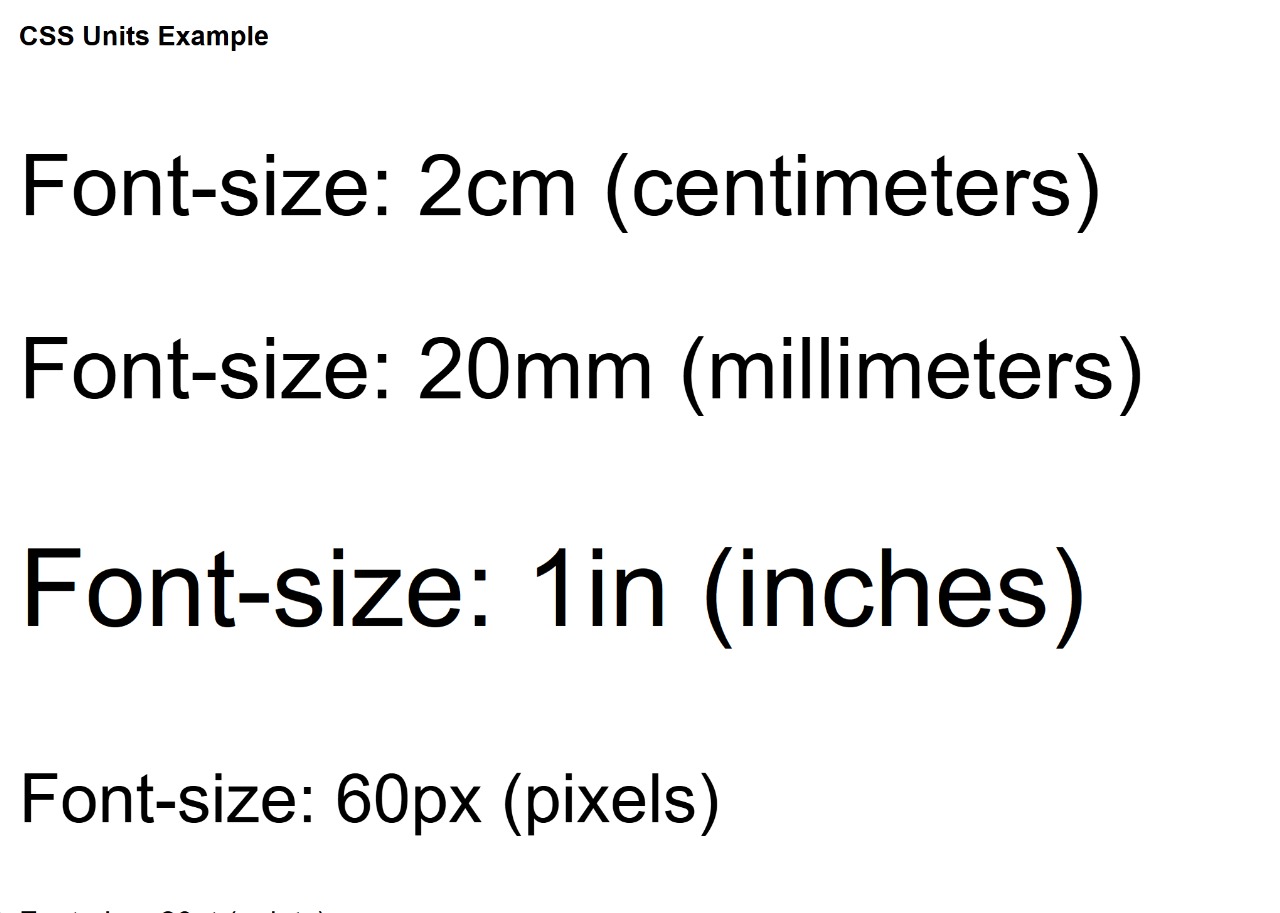 CSS Units Example
Font-size: 2cm (centimeters)
Font-size: 20mm (millimeters)
Font-size: 1in (inches)
Font-size: 60px (pixels)